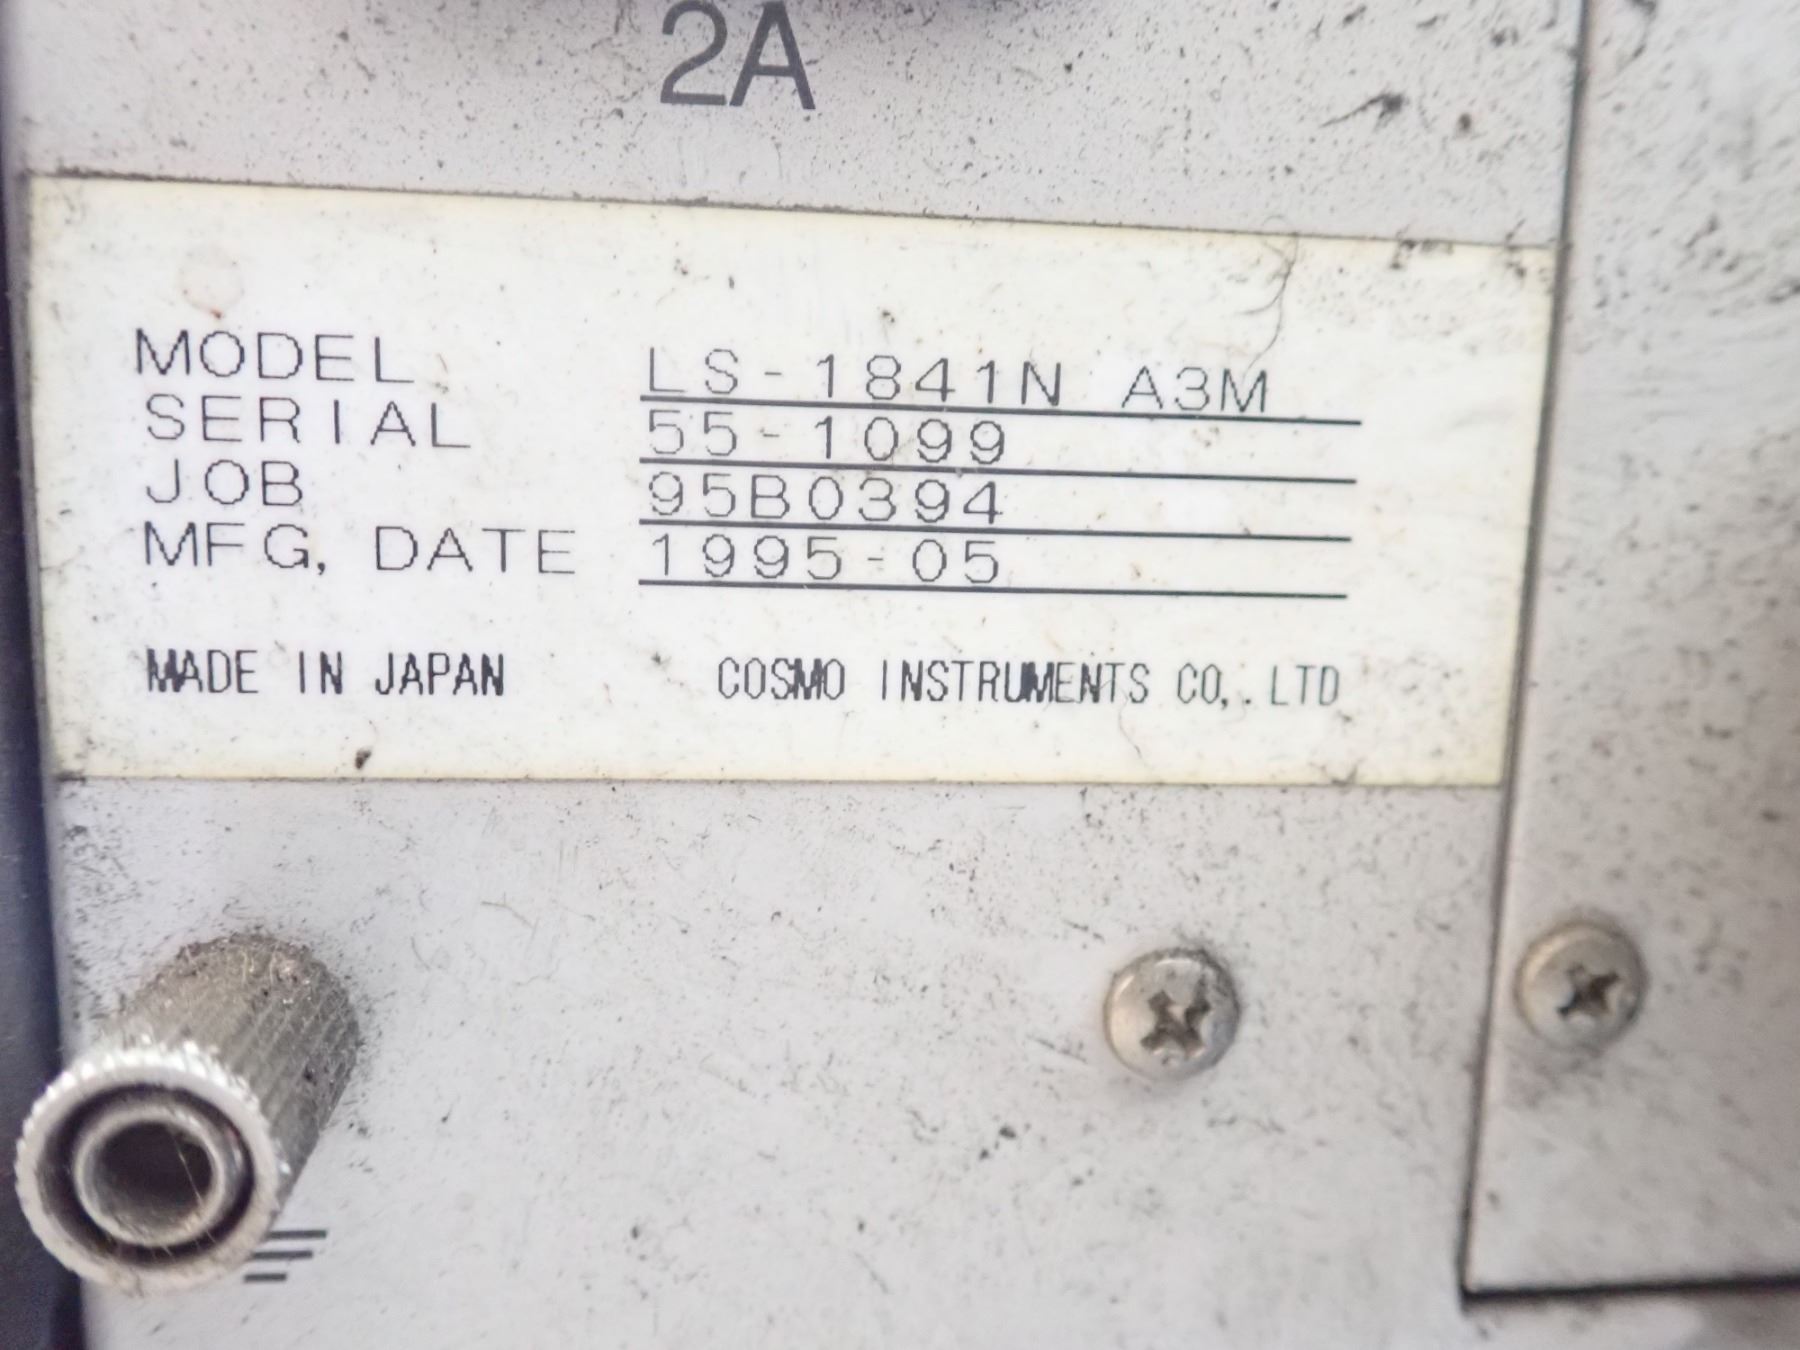 2A
MODEL LS-1841N A3M
SERIAL 55-1099
JOB 95B0394
MFG, DATE 1995-05
MADE IN JAPAN COSMO INSTRUMENTS CO,.LTD